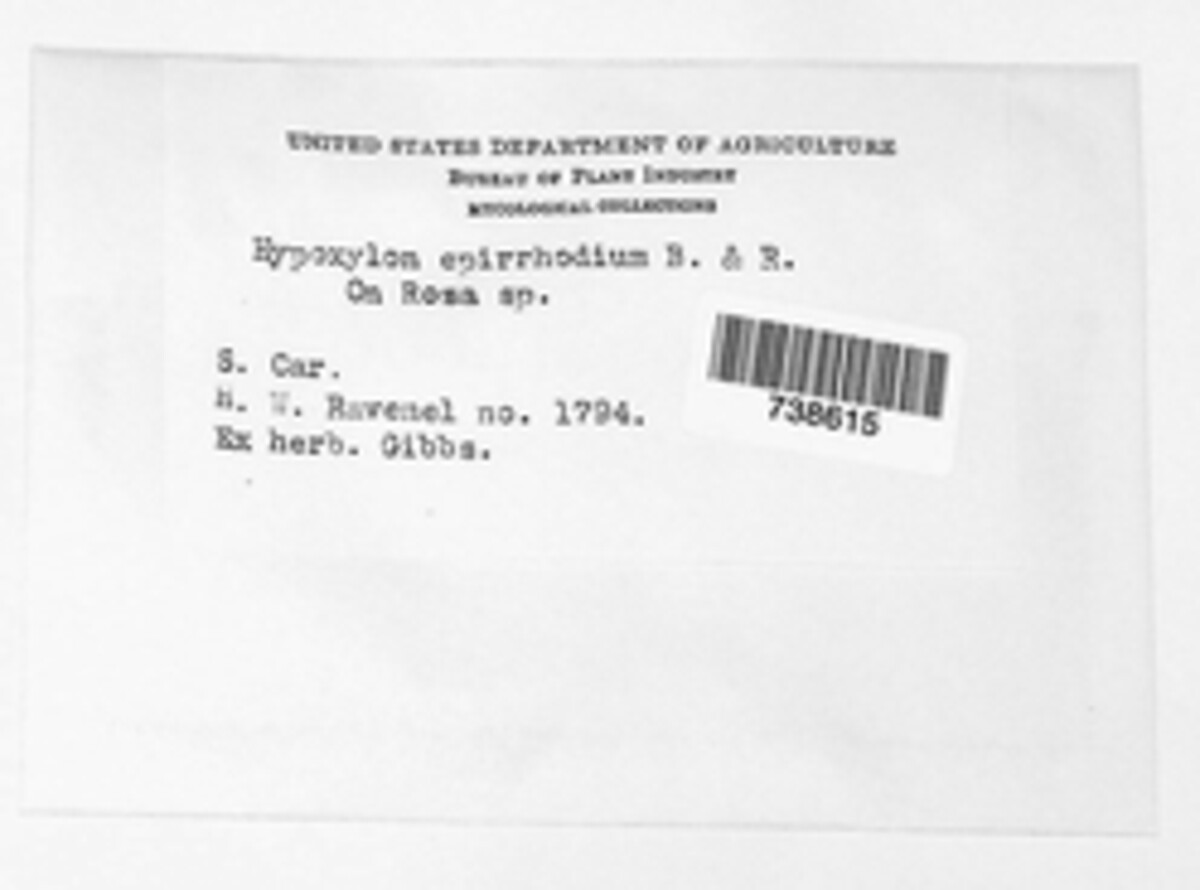 UNITED STATES DEPARTMENT OF AGRICULTURE
BUREAU OF PLANT INDUSTRY
MYCOLOGICAL COLLECTIONS
Hypoxylon epirrhodium B. & R.
On Rosa sp.
S. Car.
H. W. Ravenel no. 1794.
Ex herb. Gibbs.
738615